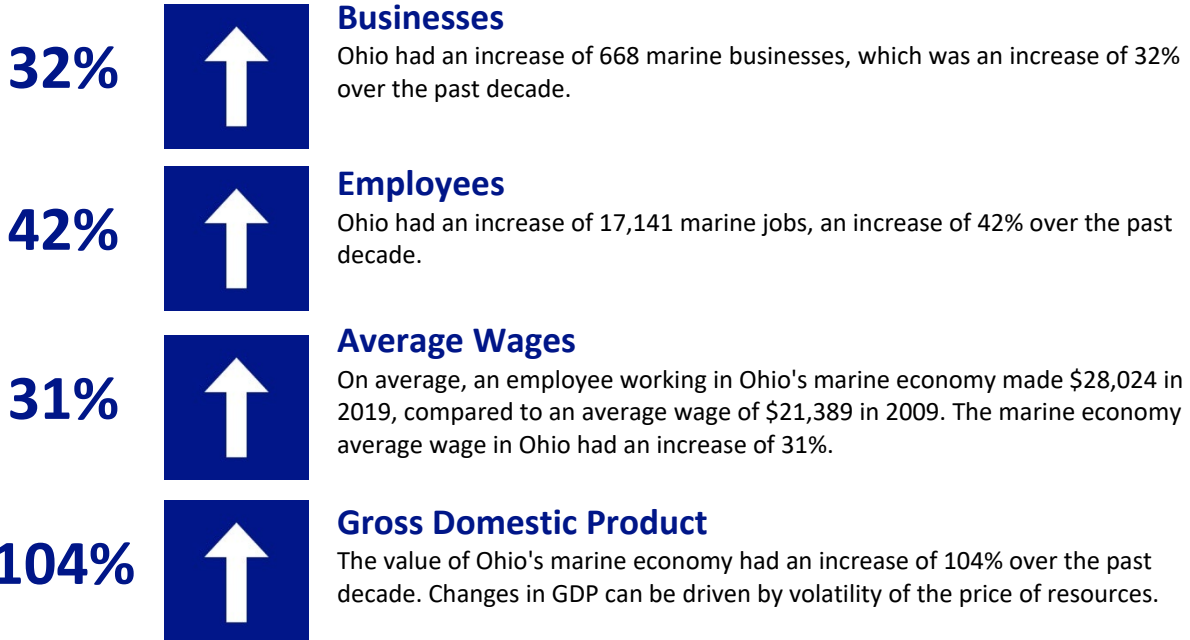 32%
Businesses
Ohio had an increase of 668 marine businesses, which was an increase of 32%
over the past decade.
42%
Employees
Ohio had an increase of 17,141 marine jobs, an increase of 42% over the past
decade.
31%
Average Wages
On average, an employee working in Ohio's marine economy made $28,024 in
2019, compared to an average wage of $21,389 in 2009. The marine economy
average wage in Ohio had an increase of 31%.
104%
Gross Domestic Product
The value of Ohio's marine economy had an increase of 104% over the past
decade. Changes in GDP can be driven by volatility of the price of resources.